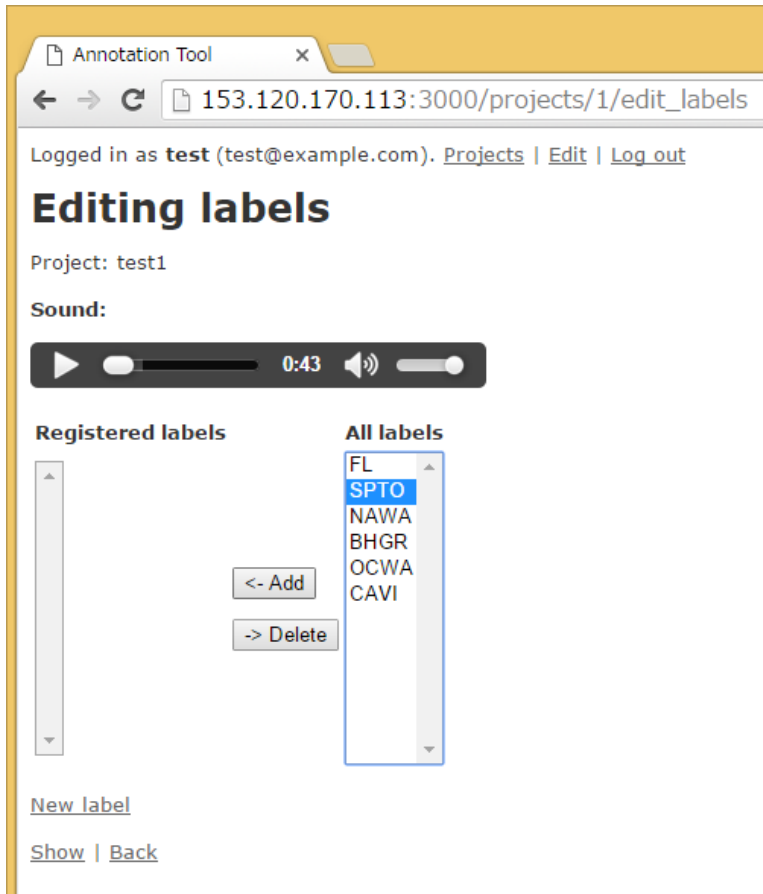 Annotation Tool
153.120.170.113:3000/projects/1/edit_labels
Logged in as test (test@example.com). Projects | Edit | Log out
Editing labels
Project: test1
Sound:
0:43
Registered labels
All labels
FL
SPTO
NAWA
BHGR
OCWA
CAVI
<- Add
-> Delete
New label
Show | Back